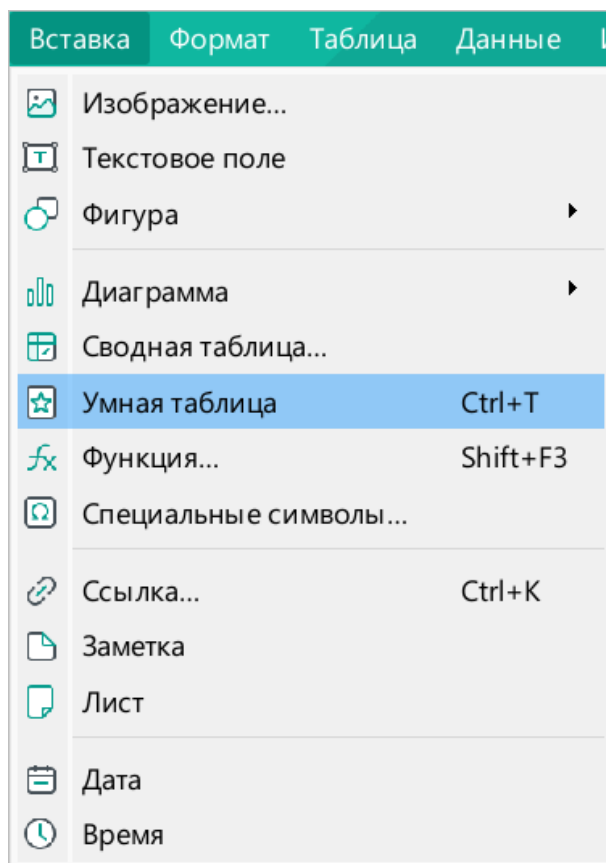 Вставка Формат Таблица Данные
Изображение...
Текстовое поле
Фигура
Диаграмма
Сводная таблица...
Умная таблица Ctrl+T
Функция... Shift+F3
Специальные символы...
Ссылка... Ctrl+K
Заметка
Лист
Дата
Время